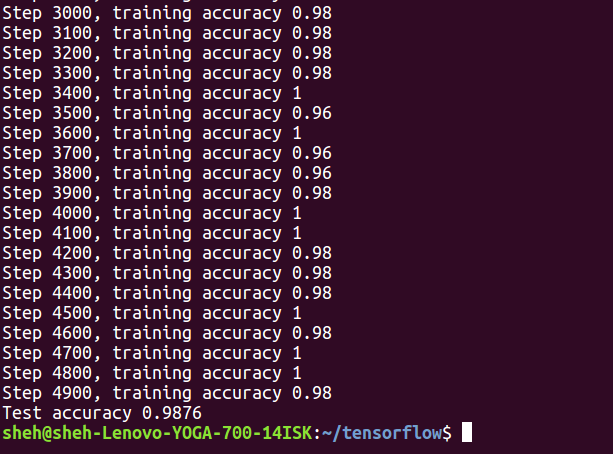 Step 3000, training accuracy 0.98
Step 3100, training accuracy 0.98
Step 3200, training accuracy 0.98
Step 3300, training accuracy 0.98
Step 3400, training accuracy 1
Step 3500, training accuracy 0.96
Step 3600, training accuracy 1
Step 3700, training accuracy 0.96
Step 3800, training accuracy 0.96
Step 3900, training accuracy 0.98
Step 4000, training accuracy 1
Step 4100, training accuracy 1
Step 4200, training accuracy 0.98
Step 4300, training accuracy 0.98
Step 4400, training accuracy 0.98
Step 4500, training accuracy 1
Step 4600, training accuracy 0.98
Step 4700, training accuracy 1
Step 4800, training accuracy 1
Step 4900, training accuracy 0.98
Test accuracy 0.9876
sheh@sheh-Lenovo-YOGA-700-14ISK:~/tensorflow$